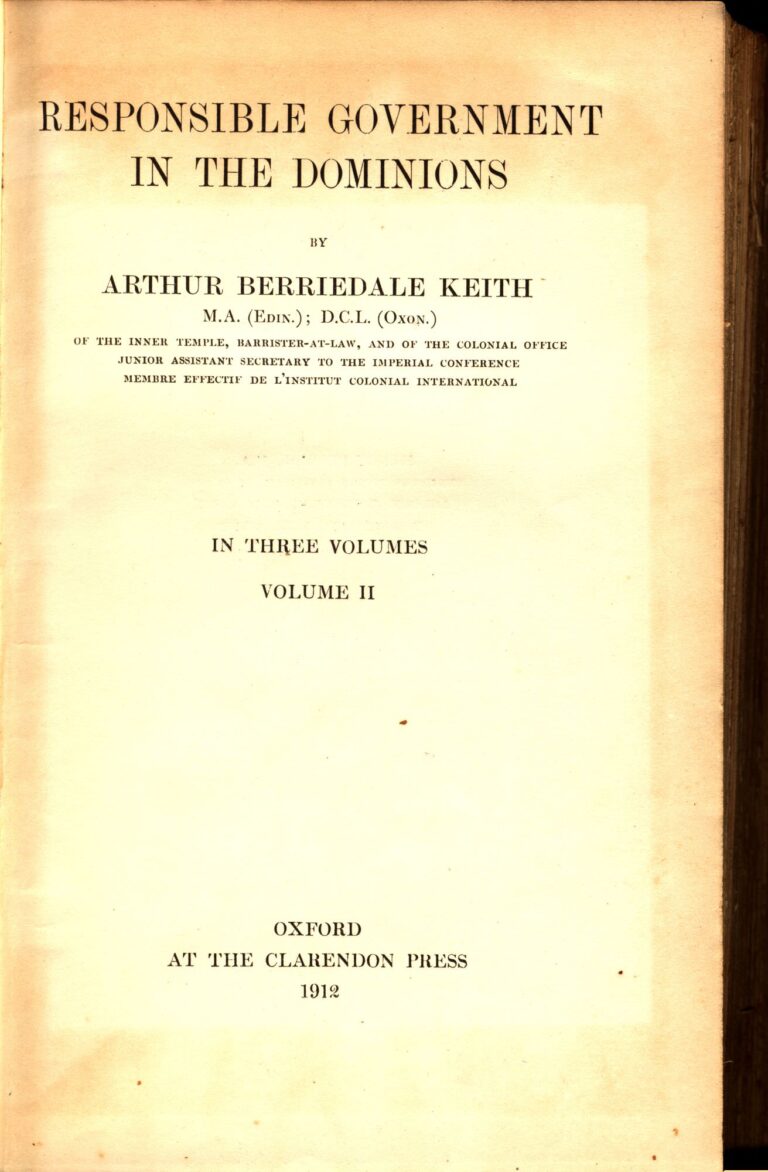 RESPONSIBLE GOVERNMENT
IN THE DOMINIONS
BY
ARTHUR BERRIEDALE KEITH
M.A. (EDIN.); D.C.L. (OXON.)
OF THE INNER TEMPLE, BARRISTER-AT-LAW, AND OF THE COLONIAL OFFICE
JUNIOR ASSISTANT SECRETARY TO THE IMPERIAL CONFERENCE
MEMBRE EFFECTIF DE L'INSTITUT COLONIAL INTERNATIONAL
IN THREE VOLUMES
VOLUME II
OXFORD
AT THE CLARENDON PRESS
1912